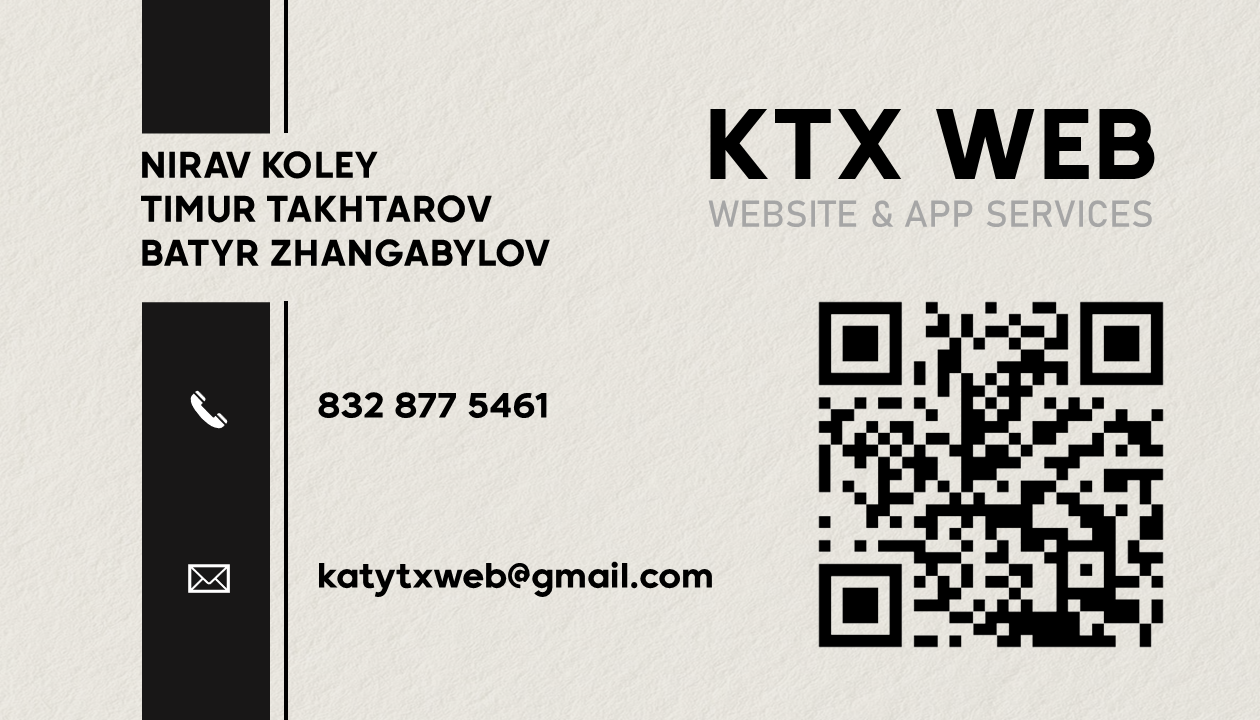 NIRAV KOLEY
TIMUR TAKHTAROV
BATYR ZHANGABYLOV
KTX WEB
WEBSITE & APP SERVICES
832 877 5461
katytxweb@gmail.com